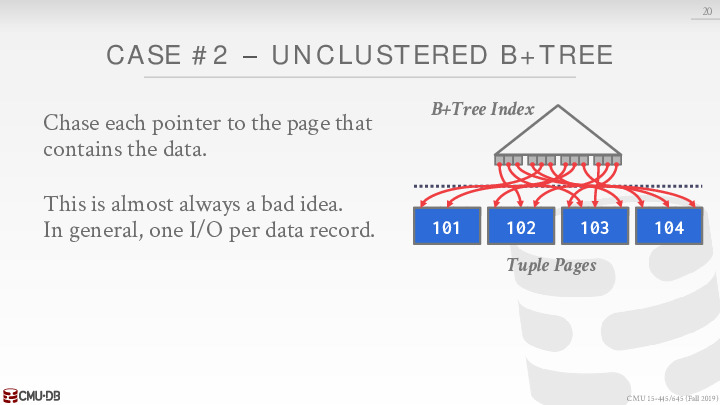 20
CASE #2 – UNCLUSTERED B+TREE
Chase each pointer to the page that
contains the data.
This is almost always a bad idea.
In general, one I/O per data record.
B+Tree Index
101 102 103 104
Tuple Pages
CMU·DB
CMU 15-445/645 (Fall 2019)